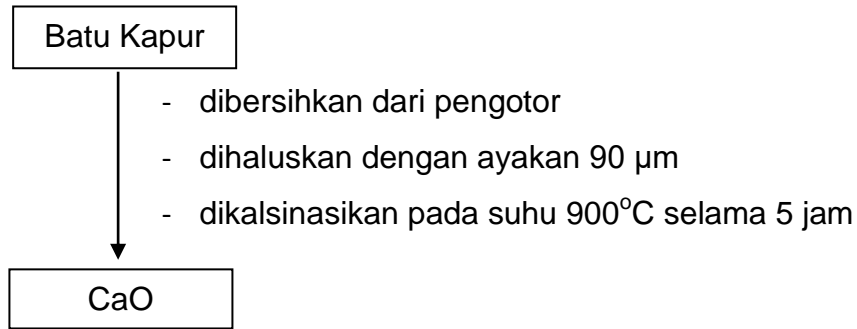 Batu Kapur
- dibersihkan dari pengotor
- dihaluskan dengan ayakan 90 µm
- dikalsinasikan pada suhu 900°C selama 5 jam
CaO